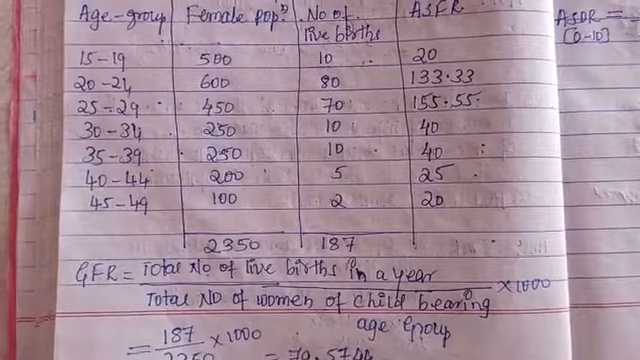 Age-group Female popn No of live births ASFR
15-19 500 10 20
20-24 600 80 133.33
25-29 450 70 155.55
30-34 250 10 40
35-39 250 10 40
40-44 200 5 25
45-49 100 2 20
2350 187
GFR = Total No of live births in a year × 1000
Total No of women of child bearing age Group
= 187 × 1000
2350 = 79.5744
ASDR =
(0-10)